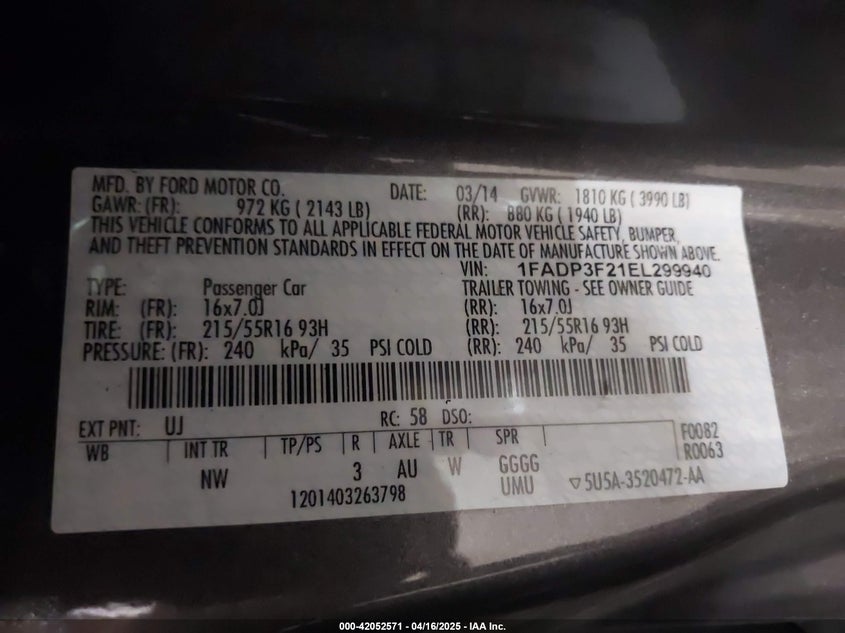 MFD. BY FORD MOTOR CO. DATE: 03/14 GVWR: 1810 KG ( 3990 LB)
GAWR: (FR): 972 KG ( 2143 LB) (RR): 880 KG ( 1940 LB)
THIS VEHICLE CONFORMS TO ALL APPLICABLE FEDERAL MOTOR VEHICLE SAFETY, BUMPER,
AND THEFT PREVENTION STANDARDS IN EFFECT ON THE DATE OF MANUFACTURE SHOWN ABOVE.
VIN: 1FADP3F21EL299940
TYPE: Passenger Car TRAILER TOWING - SEE OWNER GUIDE
RIM: (FR): 16x7.0J (RR): 16x7.0J
TIRE: (FR): 215/55R16 93H (RR): 215/55R16 93H
PRESSURE: (FR): 240 kPa/ 35 PSI COLD (RR): 240 kPa/ 35 PSI COLD
EXT PNT: UJ RC: 58 DSO: F0082
WB INT TR TP/PS R AXLE TR SPR R0063
NW 3 AU W GGGG
1201403263798 UMU ▽5U5A-3520472-AA
000-42052571 - 04/16/2025 - IAA Inc.